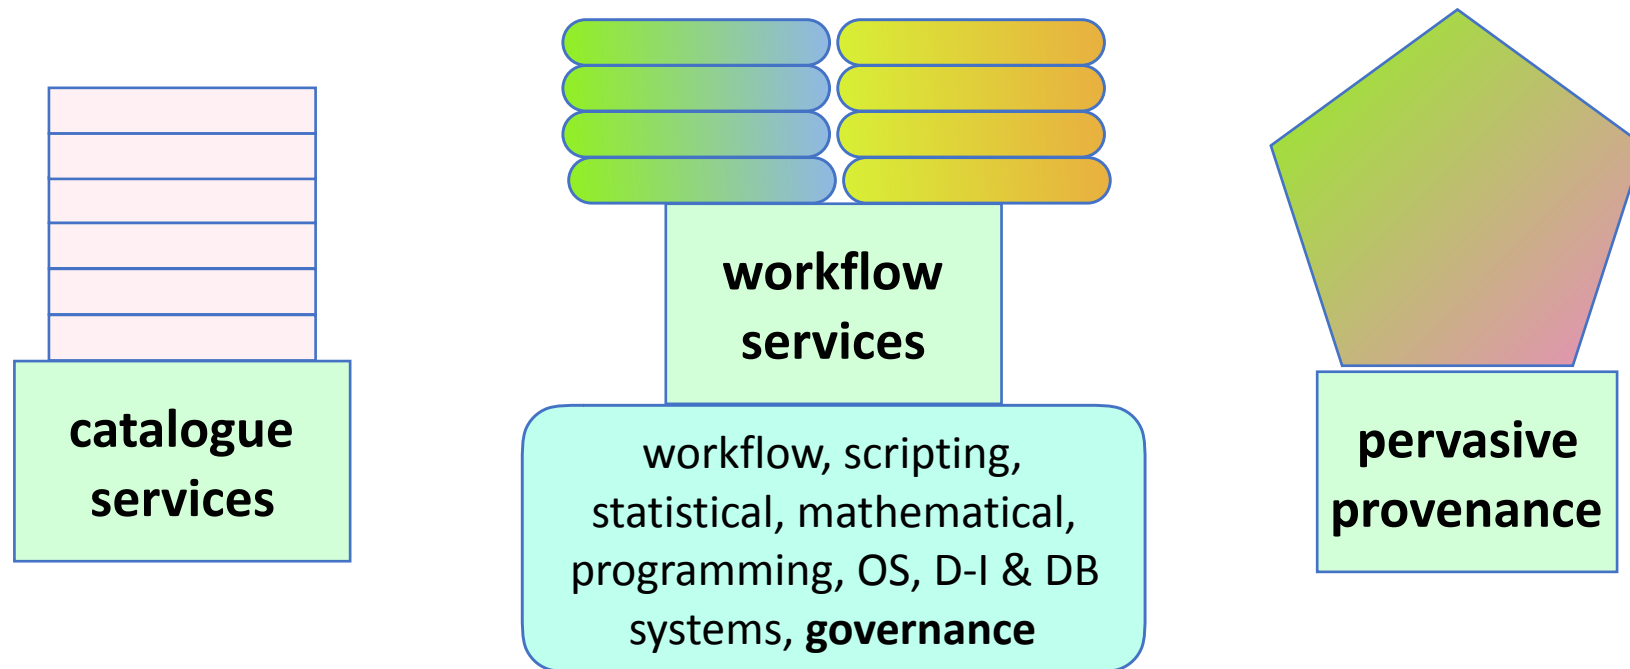 catalogue
services
workflow
services
workflow, scripting,
statistical, mathematical,
programming, OS, D-I & DB
systems, governance
pervasive
provenance